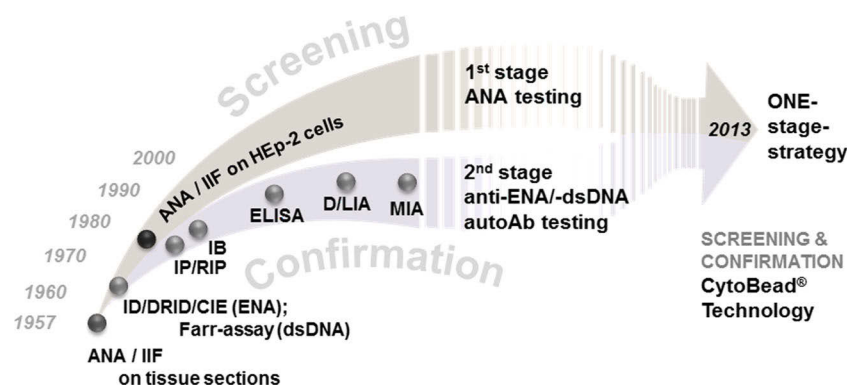 Screening
1st stage
ANA testing
ONE-
stage-
strategy
2013
ANA / IIF on HEp-2 cells
2000
1990
1980
1970
1960
1957
2nd stage
anti-ENA/-dsDNA
autoAb testing
ELISA
D/LIA
MIA
IB
IP/RIP
Confirmation
ID/DRID/CIE (ENA);
Farr-assay (dsDNA)
ANA / IIF
on tissue sections
SCREENING &
CONFIRMATION
CytoBead®
Technology